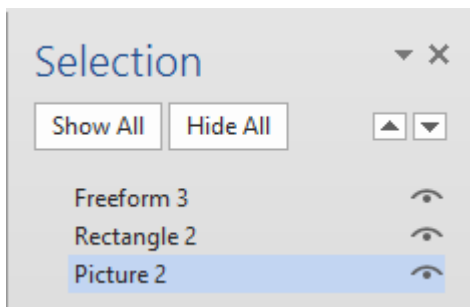 Selection
Show All Hide All
Freeform 3
Rectangle 2
Picture 2